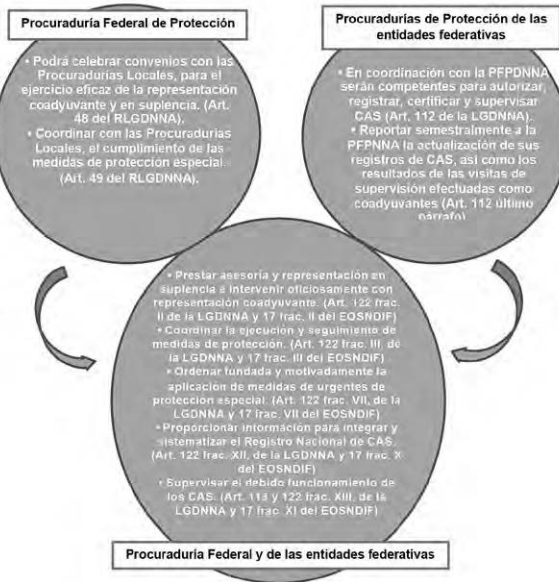 Procuraduría Federal de Protección
• Podrá celebrar convenios con las
Procuradurías Locales, para el
ejercicio eficaz de la representación
coadyuvante y en suplencia. (Art.
48 del RLGDNNA).
• Coordinar con las Procuradurías
Locales, el cumplimiento de las
medidas de protección especial.
(Art. 49 del RLGDNNA).
Procuradurías de Protección de las
entidades federativas
• En coordinación con la PFPDNNA
serán competentes para autorizar,
registrar, certificar y supervisar
CAS (Art. 112 de la LGDNNA).
• Reportar semestralmente a la
PFPDNNA la actualización de sus
registros de CAS, así como los
resultados de las visitas de
supervisión efectuadas como
coadyuvantes (Art. 112 último
párrafo)
• Prestar asesoría y representación en
suplencia e intervenir oficiosamente con
representación coadyuvante. (Art. 122 frac.
II de la LGDNNA y 17 frac. II del EOSNDIF)
• Coordinar la ejecución y seguimiento de
medidas de protección. (Art. 122 frac. III, de
la LGDNNA y 17 frac. III del EOSNDIF)
• Ordenar fundada y motivadamente la
aplicación de medidas de urgentes de
protección especial. (Art. 122 frac. VII, de la
LGDNNA y 17 frac. VII del EOSNDIF)
• Proporcionar información para integrar y
sistematizar el Registro Nacional de CAS.
(Art. 122 frac. XII, de la LGDNNA y 17 frac. X
del EOSNDIF)
• Supervisar el debido funcionamiento de
los CAS. (Art. 113 y 122 frac. XIII, de la
LGDNNA y 17 frac. XI del EOSNDIF)
Procuraduría Federal y de las entidades federativas